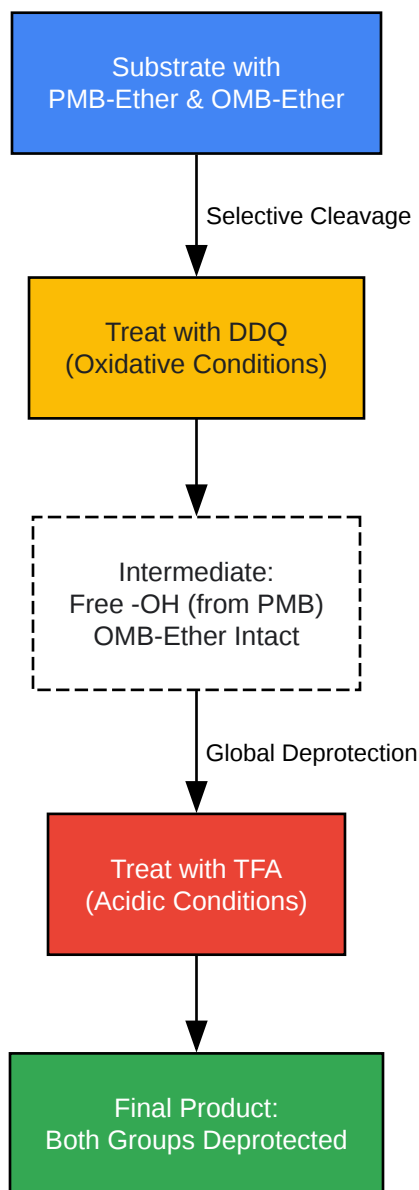 Substrate with
PMB-Ether & OMB-Ether
Selective Cleavage
Treat with DDQ
(Oxidative Conditions)
Intermediate:
Free -OH (from PMB)
OMB-Ether Intact
Global Deprotection
Treat with TFA
(Acidic Conditions)
Final Product:
Both Groups Deprotected